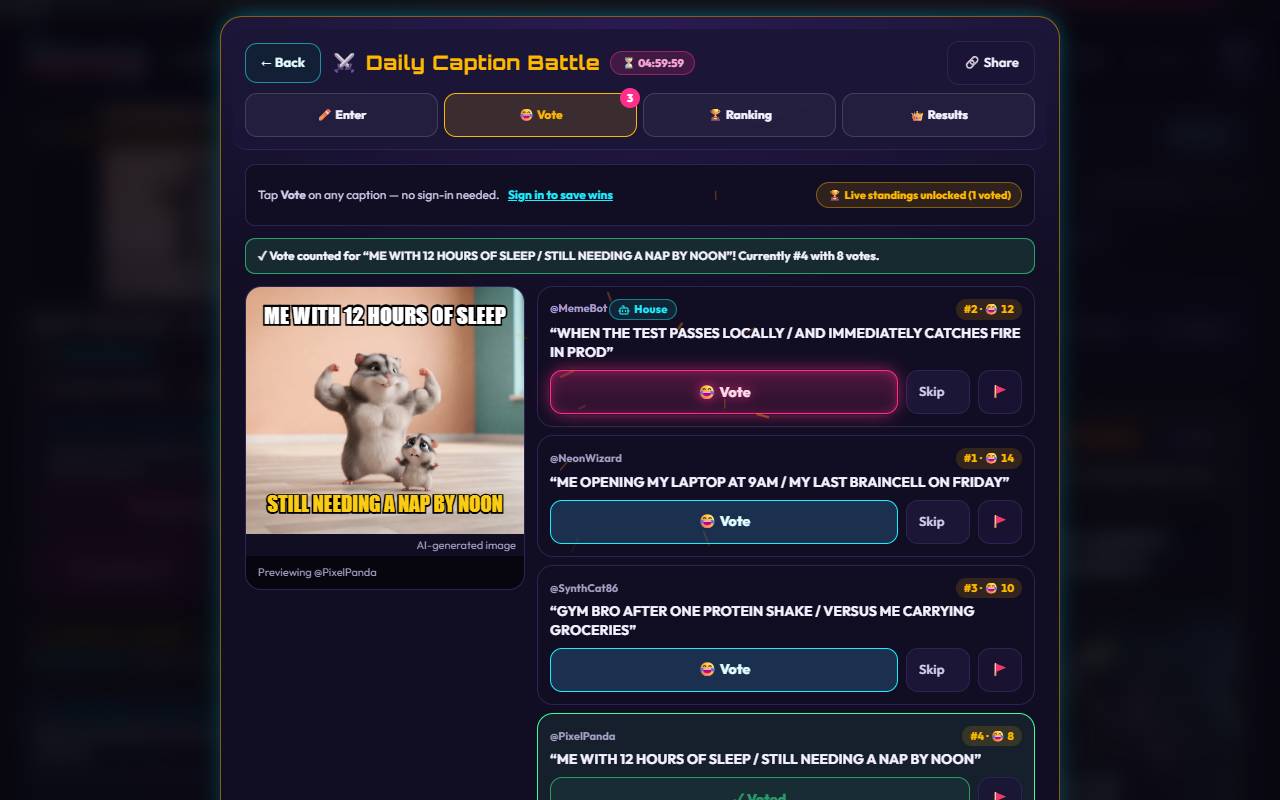 ← Back
⚔️ Daily Caption Battle
⏳ 04:59:59
🔗 Share
✏️ Enter
😂 Vote
3
🏆 Ranking
👑 Results
Tap Vote on any caption — no sign-in needed. Sign in to save wins
🏆 Live standings unlocked (1 voted)
✓ Vote counted for “ME WITH 12 HOURS OF SLEEP / STILL NEEDING A NAP BY NOON”! Currently #4 with 8 votes.
ME WITH 12 HOURS OF SLEEP
STILL NEEDING A NAP BY NOON
AI-generated image
Previewing @PixelPanda
@MemeBot 🤖 House
#2 · 😂 12
“WHEN THE TEST PASSES LOCALLY / AND IMMEDIATELY CATCHES FIRE
IN PROD”
😂 Vote
Skip
@NeonWizard
#1 · 😂 14
“ME OPENING MY LAPTOP AT 9AM / MY LAST BRAINCELL ON FRIDAY”
😂 Vote
Skip
@SynthCat86
#3 · 😂 10
“GYM BRO AFTER ONE PROTEIN SHAKE / VERSUS ME CARRYING
GROCERIES”
😂 Vote
Skip
@PixelPanda
#4 · 😂 8
“ME WITH 12 HOURS OF SLEEP / STILL NEEDING A NAP BY NOON”
✓ Voted